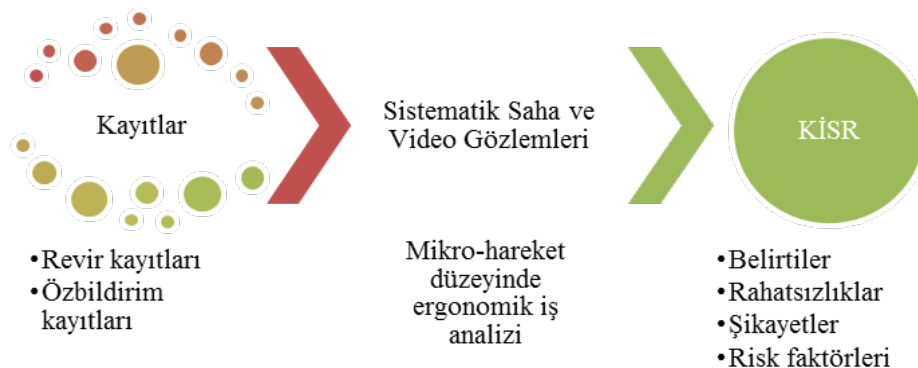 Kayıtlar
•Revir kayıtları
•Özbildirim
kayıtları
Sistematik Saha ve
Video Gözlemleri
Mikro-hareket
düzeyinde
ergonomik iş
analizi
KİSR
•Belirtiler
•Rahatsızlıklar
•Şikayetler
•Risk faktörleri